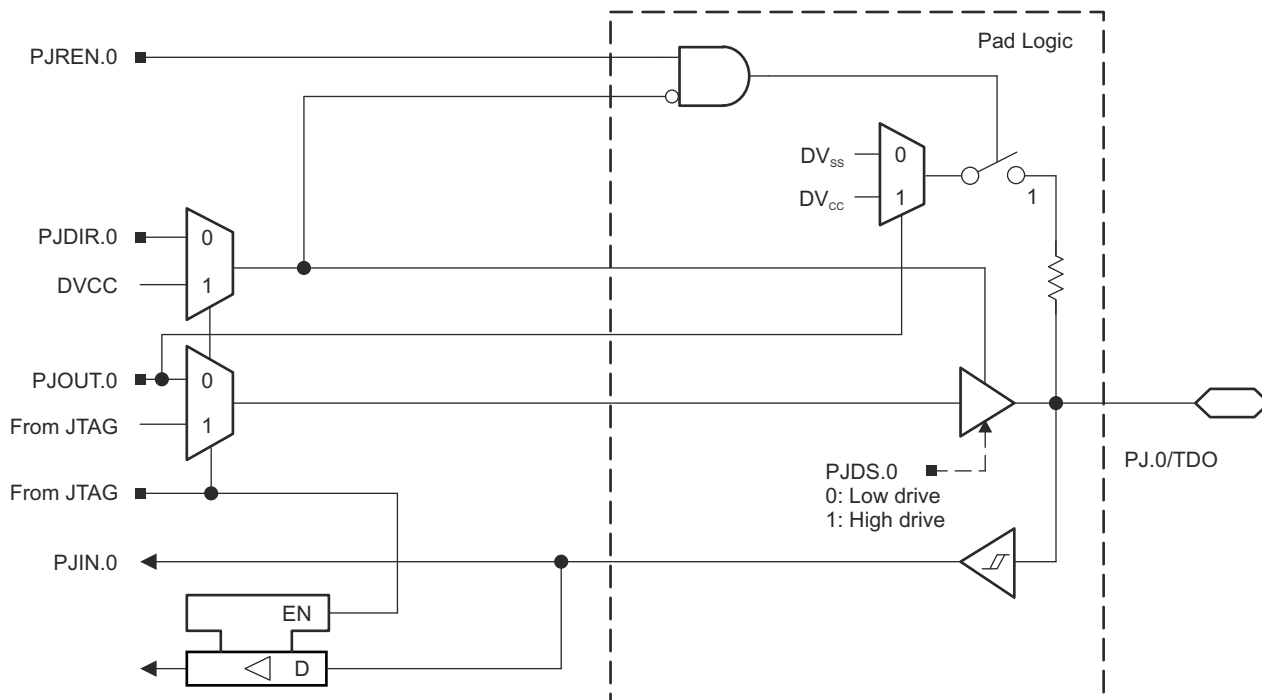 Pad Logic
PJREN.0
DVSS 0
DVCC 1
1
PJDIR.0 0
DVCC 1
PJOUT.0 0
From JTAG 1
PJDS.0
0: Low drive
1: High drive
PJ.0/TDO
From JTAG
PJIN.0
EN
D